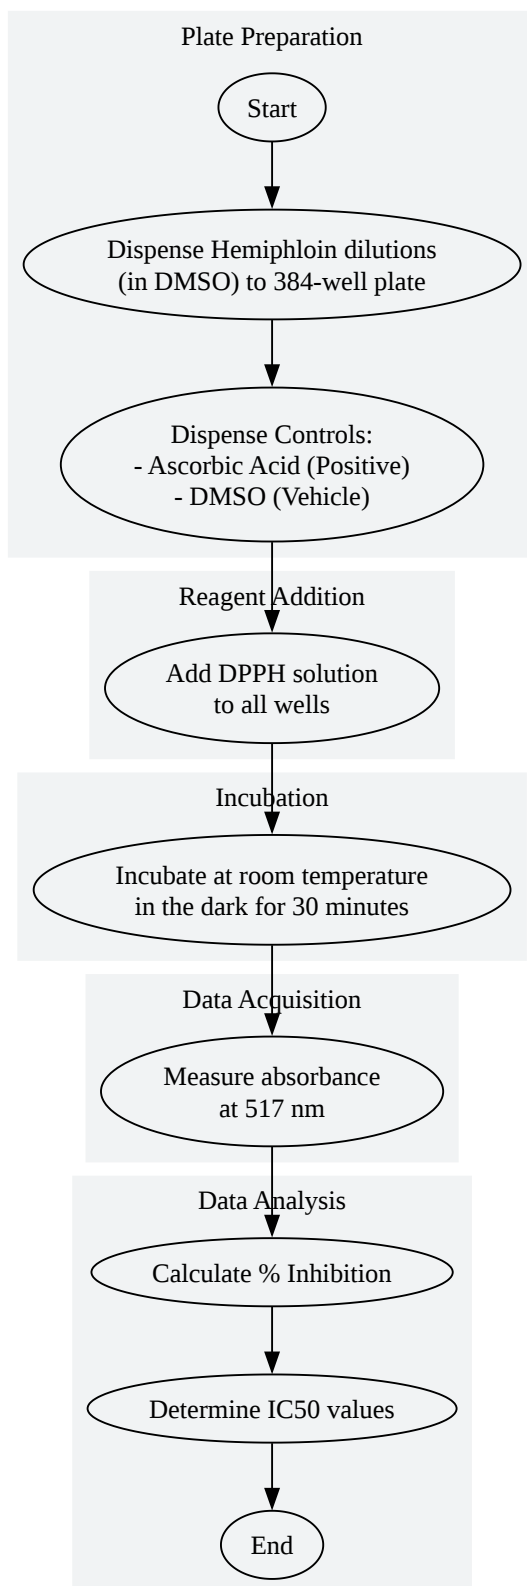 Plate Preparation
Start
Dispense Hemiphloin dilutions
(in DMSO) to 384-well plate
Dispense Controls:
- Ascorbic Acid (Positive)
- DMSO (Vehicle)
Reagent Addition
Add DPPH solution
to all wells
Incubation
Incubate at room temperature
in the dark for 30 minutes
Data Acquisition
Measure absorbance
at 517 nm
Data Analysis
Calculate % Inhibition
Determine IC50 values
End